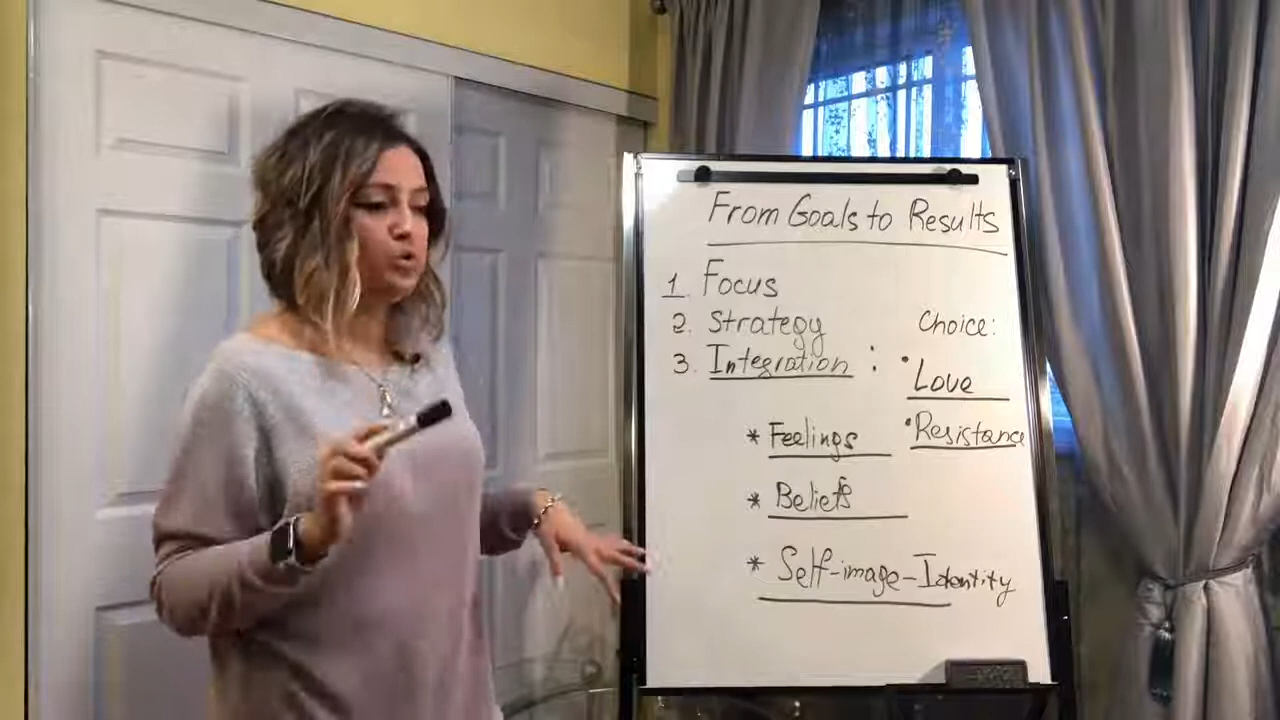 From Goals to Results
1. Focus
2. Strategy
3. Integration :
* Feelings
* Beliefs
* Self-image-Identity
Choice:
• Love
• Resistance